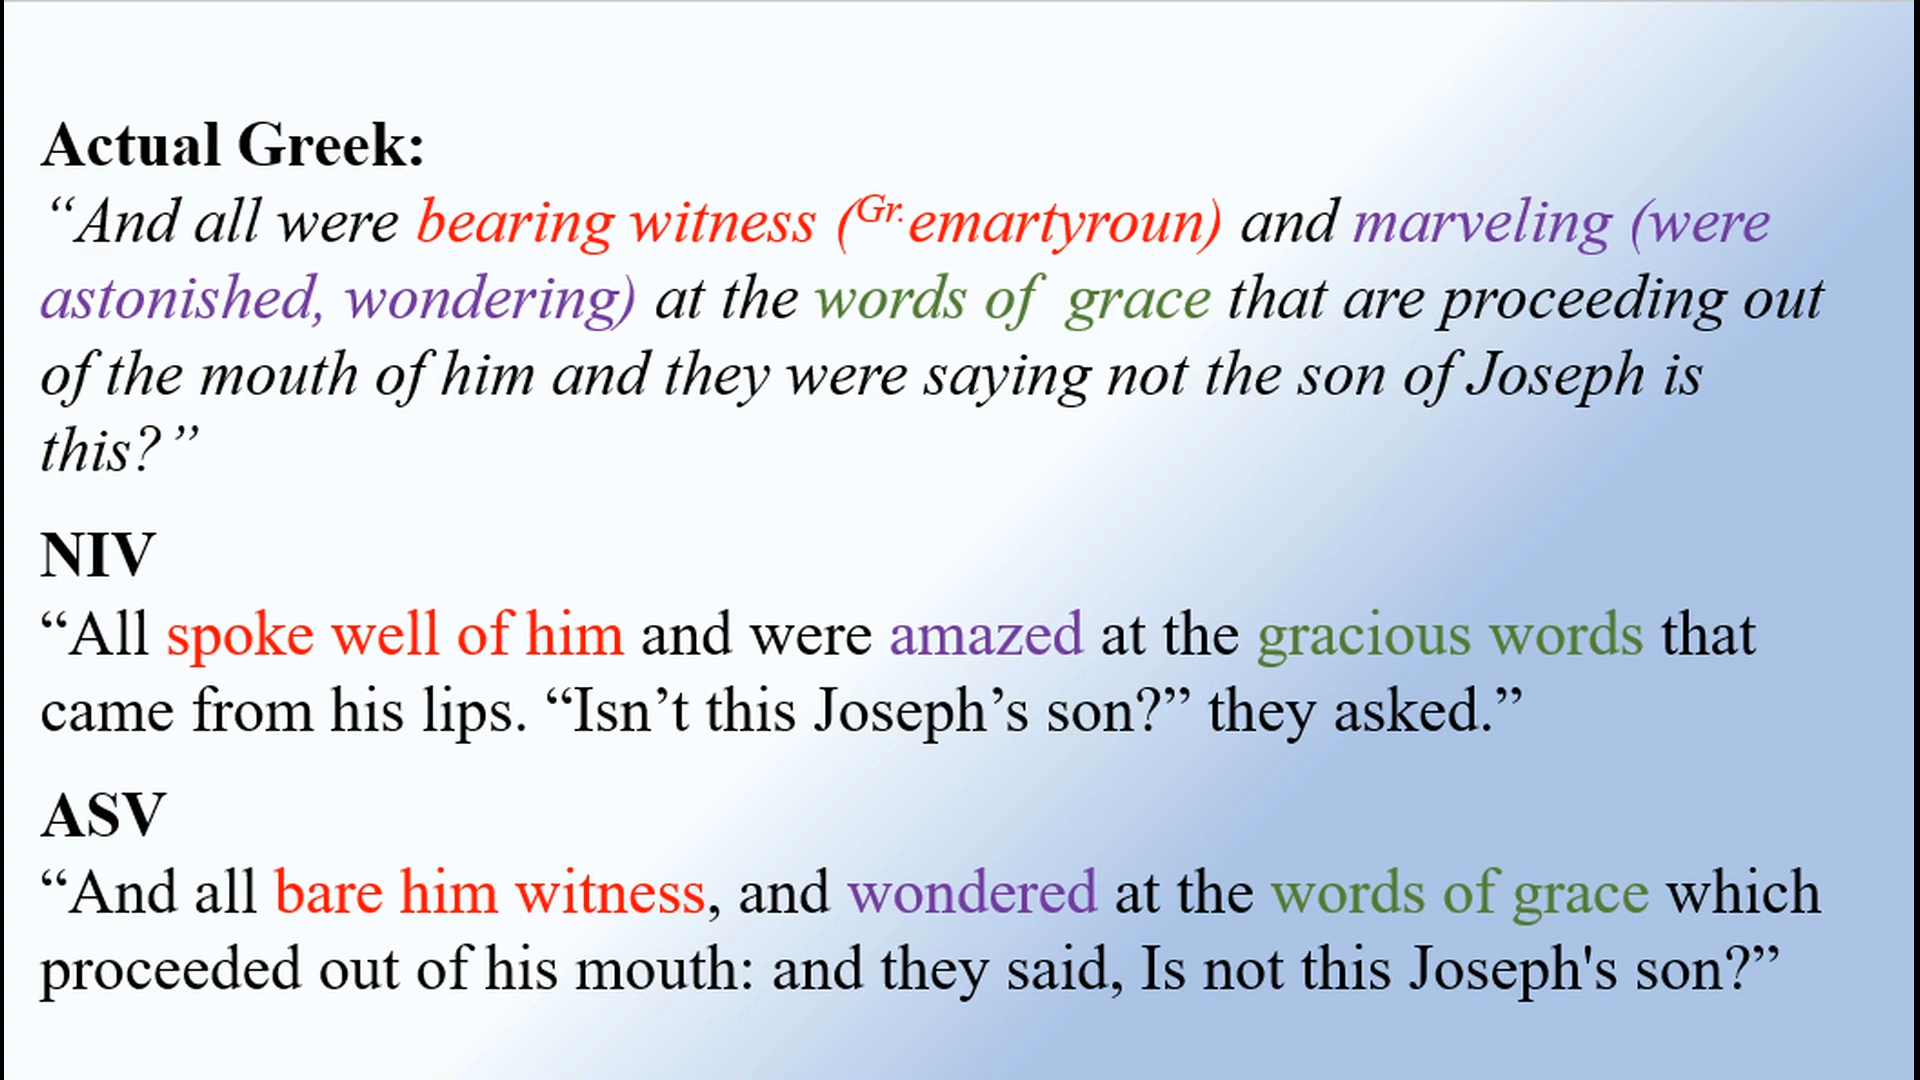 Actual Greek:
“And all were bearing witness (Gr.emartyroun) and marveling (were
astonished, wondering) at the words of  grace that are proceeding out
of the mouth of him and they were saying not the son of Joseph is
this?”
NIV
“All spoke well of him and were amazed at the gracious words that
came from his lips. “Isn’t this Joseph’s son?” they asked.”
ASV
“And all bare him witness, and wondered at the words of grace which
proceeded out of his mouth: and they said, Is not this Joseph's son?”